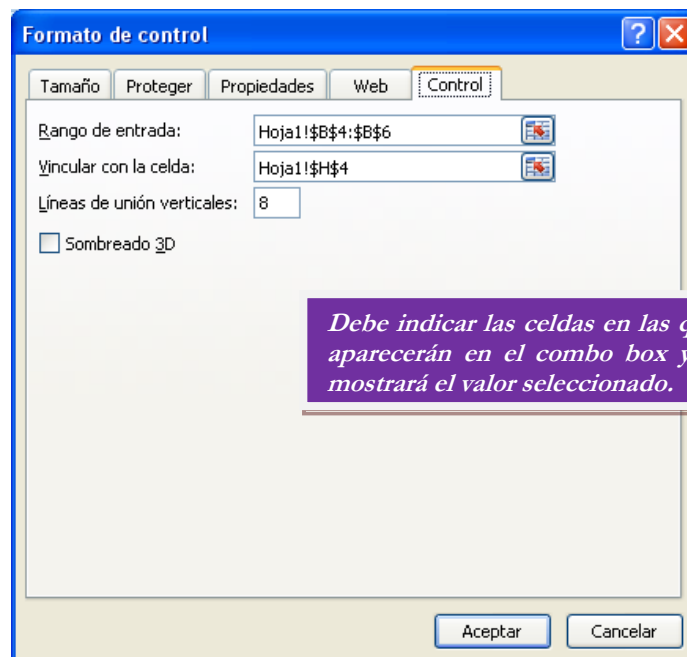 Formato de control
Tamaño Proteger Propiedades Web Control
Rango de entrada: Hoja1!$B$4:$B$6
Vincular con la celda: Hoja1!$H$4
Líneas de unión verticales: 8
Sombreado 3D
Debe indicar las celdas en las
aparecerán en el combo box y
mostrará el valor seleccionado.
Aceptar Cancelar